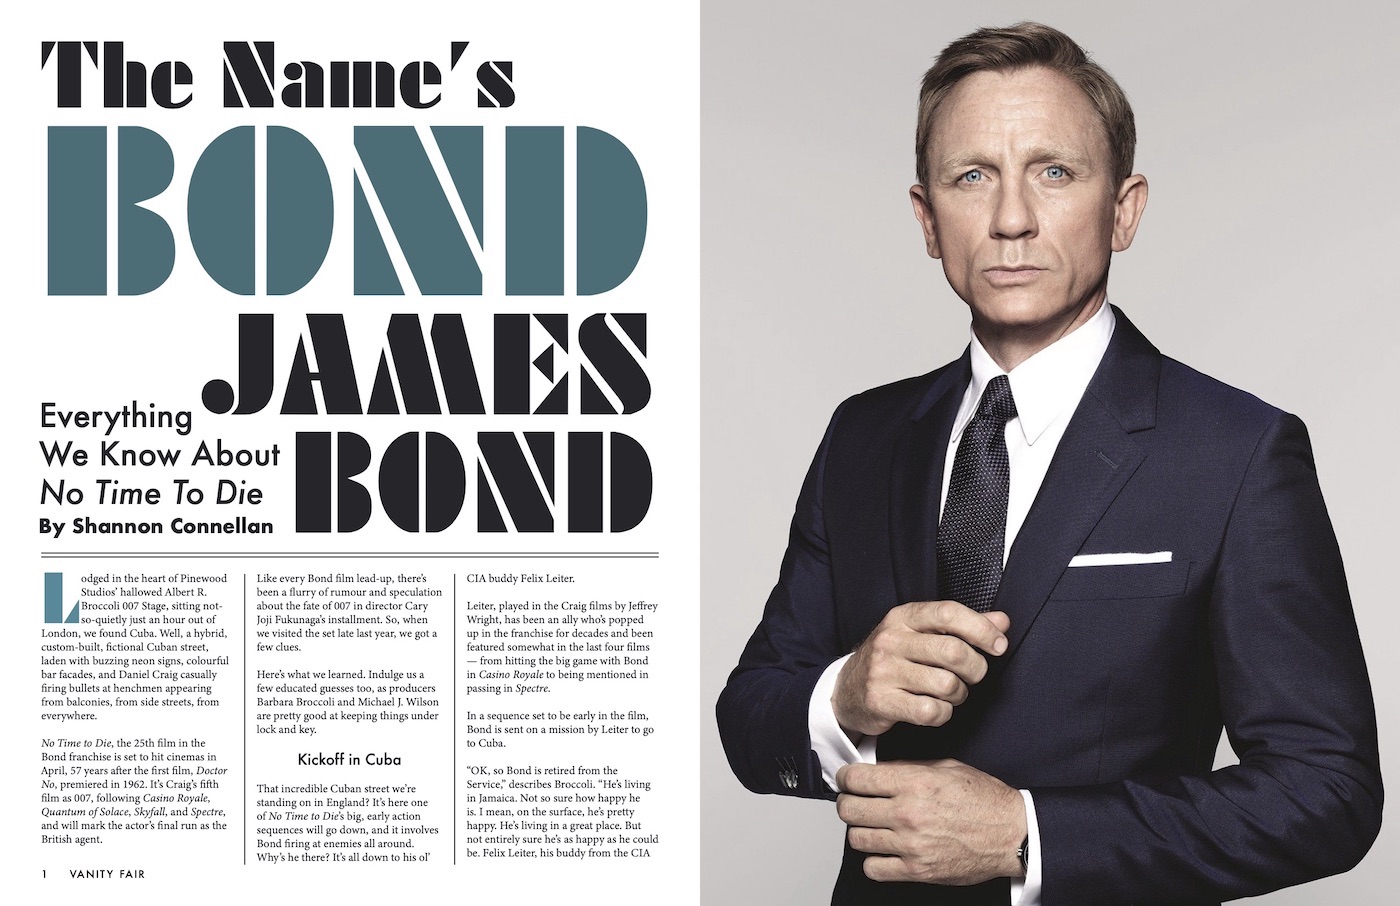 The Name's
BOND
JAMES
BOND
Everything
We Know About
No Time To Die
By Shannon Connellan
Lodged in the heart of Pinewood
Studios' hallowed Albert R.
Broccoli 007 Stage, sitting not-
so-quietly just an hour out of
London, we found Cuba. Well, a hybrid,
custom-built, fictional Cuban street,
laden with buzzing neon signs, colourful
bar facades, and Daniel Craig casually
firing bullets at henchmen appearing
from balconies, from side streets, from
everywhere.
No Time to Die, the 25th film in the
Bond franchise is set to hit cinemas in
April, 57 years after the first film, Doctor
No, premiered in 1962. It's Craig's fifth
film as 007, following Casino Royale,
Quantum of Solace, Skyfall, and Spectre,
and will mark the actor's final run as the
British agent.
Like every Bond film lead-up, there's
been a flurry of rumour and speculation
about the fate of 007 in director Cary
Joji Fukunaga's installment. So, when
we visited the set late last year, we got a
few clues.
Here's what we learned. Indulge us a
few educated guesses too, as producers
Barbara Broccoli and Michael J. Wilson
are pretty good at keeping things under
lock and key.
Kickoff in Cuba
That incredible Cuban street we're
standing on in England? It's here one
of No Time to Die's big, early action
sequences will go down, and it involves
Bond firing at enemies all around.
Why's he there? It's all down to his ol'
CIA buddy Felix Leiter.
Leiter, played in the Craig films by Jeffrey
Wright, has been an ally who's popped
up in the franchise for decades and been
featured somewhat in the last four films
— from hitting the big game with Bond
in Casino Royale to being mentioned in
passing in Spectre.
In a sequence set to be early in the film,
Bond is sent on a mission by Leiter to go
to Cuba.
“OK, so Bond is retired from the
Service,” describes Broccoli. “He's living
in Jamaica. Not so sure how happy he
is. I mean, on the surface, he's pretty
happy. He's living in a great place. But
not entirely sure he's as happy as he could
be. Felix Leiter, his buddy from the CIA
1 VANITY FAIR